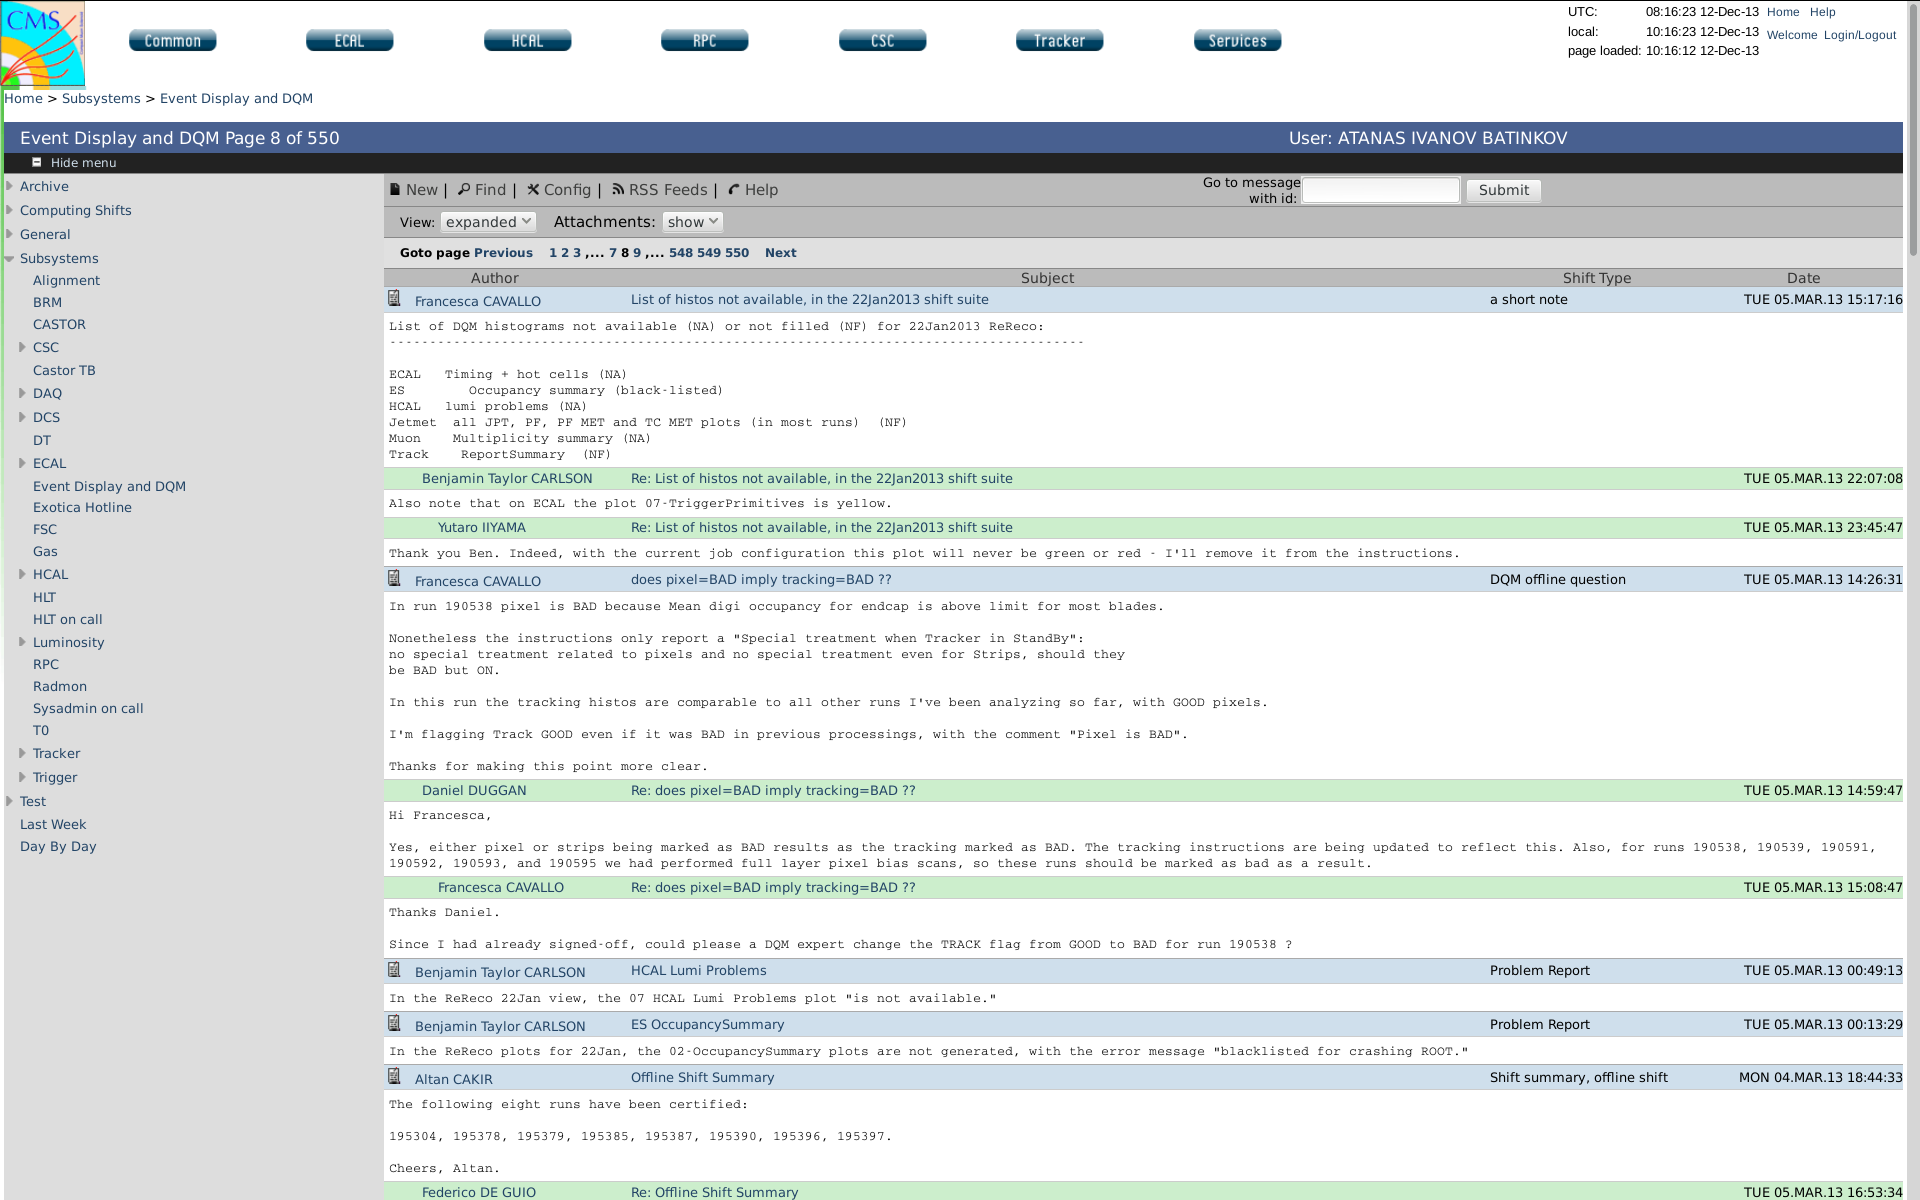 CMS
Common ECAL HCAL RPC CSC Tracker Services
UTC: 08:16:23 12-Dec-13 Home Help
local: 10:16:23 12-Dec-13 Welcome Login/Logout
page loaded: 10:16:12 12-Dec-13
Home > Subsystems > Event Display and DQM
Event Display and DQM Page 8 of 550 User: ATANAS IVANOV BATINKOV
Hide menu
Archive
Computing Shifts
General
Subsystems
Alignment
BRM
CASTOR
CSC
Castor TB
DAQ
DCS
DT
ECAL
Event Display and DQM
Exotica Hotline
FSC
Gas
HCAL
HLT
HLT on call
Luminosity
RPC
Radmon
Sysadmin on call
T0
Tracker
Trigger
Test
Last Week
Day By Day
New | Find | Config | RSS Feeds | Help Go to message with id: Submit
View: expanded Attachments: show
Goto page Previous 1 2 3 ,... 7 8 9 ,... 548 549 550 Next
Author Subject Shift Type Date
Francesca CAVALLO List of histos not available, in the 22Jan2013 shift suite a short note TUE 05.MAR.13 15:17:16
List of DQM histograms not available (NA) or not filled (NF) for 22Jan2013 ReReco:
---------------------------------------------------------------------------------------
ECAL Timing + hot cells (NA)
ES Occupancy summary (black-listed)
HCAL lumi problems (NA)
Jetmet all JPT, PF, PF MET and TC MET plots (in most runs) (NF)
Muon Multiplicity summary (NA)
Track ReportSummary (NF)
Benjamin Taylor CARLSON Re: List of histos not available, in the 22Jan2013 shift suite TUE 05.MAR.13 22:07:08
Also note that on ECAL the plot 07-TriggerPrimitives is yellow.
Yutaro IIYAMA Re: List of histos not available, in the 22Jan2013 shift suite TUE 05.MAR.13 23:45:47
Thank you Ben. Indeed, with the current job configuration this plot will never be green or red - I'll remove it from the instructions.
Francesca CAVALLO does pixel=BAD imply tracking=BAD ?? DQM offline question TUE 05.MAR.13 14:26:31
In run 190538 pixel is BAD because Mean digi occupancy for endcap is above limit for most blades.
Nonetheless the instructions only report a "Special treatment when Tracker in StandBy":
no special treatment related to pixels and no special treatment even for Strips, should they
be BAD but ON.
In this run the tracking histos are comparable to all other runs I've been analyzing so far, with GOOD pixels.
I'm flagging Track GOOD even if it was BAD in previous processings, with the comment "Pixel is BAD".
Thanks for making this point more clear.
Daniel DUGGAN Re: does pixel=BAD imply tracking=BAD ?? TUE 05.MAR.13 14:59:47
Hi Francesca,
Yes, either pixel or strips being marked as BAD results as the tracking marked as BAD. The tracking instructions are being updated to reflect this. Also, for runs 190538, 190539, 190591,
190592, 190593, and 190595 we had performed full layer pixel bias scans, so these runs should be marked as bad as a result.
Francesca CAVALLO Re: does pixel=BAD imply tracking=BAD ?? TUE 05.MAR.13 15:08:47
Thanks Daniel.
Since I had already signed-off, could please a DQM expert change the TRACK flag from GOOD to BAD for run 190538 ?
Benjamin Taylor CARLSON HCAL Lumi Problems Problem Report TUE 05.MAR.13 00:49:13
In the ReReco 22Jan view, the 07 HCAL Lumi Problems plot "is not available."
Benjamin Taylor CARLSON ES OccupancySummary Problem Report TUE 05.MAR.13 00:13:29
In the ReReco plots for 22Jan, the 02-OccupancySummary plots are not generated, with the error message "blacklisted for crashing ROOT."
Altan CAKIR Offline Shift Summary Shift summary, offline shift MON 04.MAR.13 18:44:33
The following eight runs have been certified:
195304, 195378, 195379, 195385, 195387, 195390, 195396, 195397.
Cheers, Altan.
Federico DE GUIO Re: Offline Shift Summary TUE 05.MAR.13 16:53:34